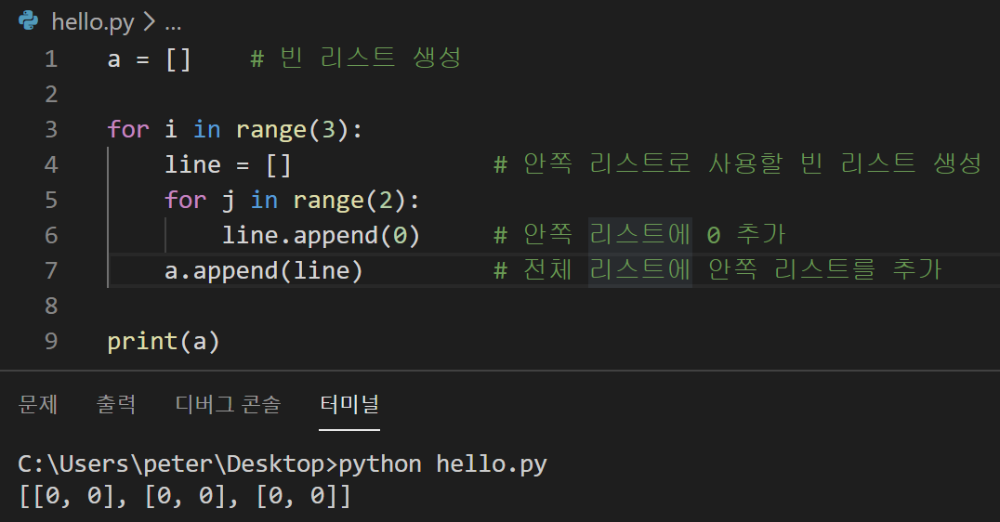 hello.py > ...
1 a = []    # 빈 리스트 생성
2
3 for i in range(3):
4     line = []              # 안쪽 리스트로 사용할 빈 리스트 생성
5     for j in range(2):
6         line.append(0)     # 안쪽 리스트에 0 추가
7     a.append(line)         # 전체 리스트에 안쪽 리스트를 추가
8
9 print(a)
문제 출력 디버그 콘솔 터미널
C:\Users\peter\Desktop>python hello.py
[[0, 0], [0, 0], [0, 0]]